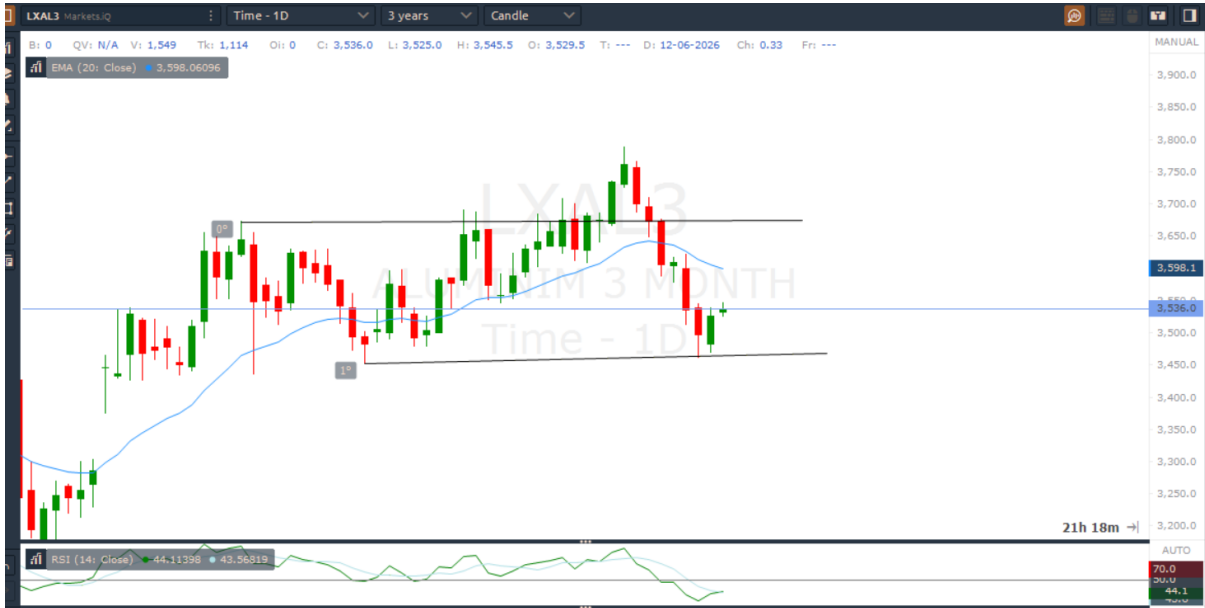 LXAL3 Markets.iQ ⋮ Time - 1D 3 years Candle
B: 0 QV: N/A V: 1,549 Tk: 1,114 Oi: 0 C: 3,536.0 L: 3,525.0 H: 3,545.5 O: 3,529.5 T: --- D: 12-06-2026 Ch: 0.33 Fr: ---
MANUAL
EMA (20: Close) 3,598.06096
3,900.0
3,850.0
3,800.0
3,750.0
LXAL3
3,700.0
0°
3,650.0
ALUMINIM 3 MONTH
3,598.1
3,536.0
Time - 1D
3,500.0
1°
3,450.0
3,400.0
3,350.0
3,300.0
3,250.0
21h 18m
3,200.0
RSI (14: Close) 44.11398 43.56819
AUTO
70.0
50.0
44.1